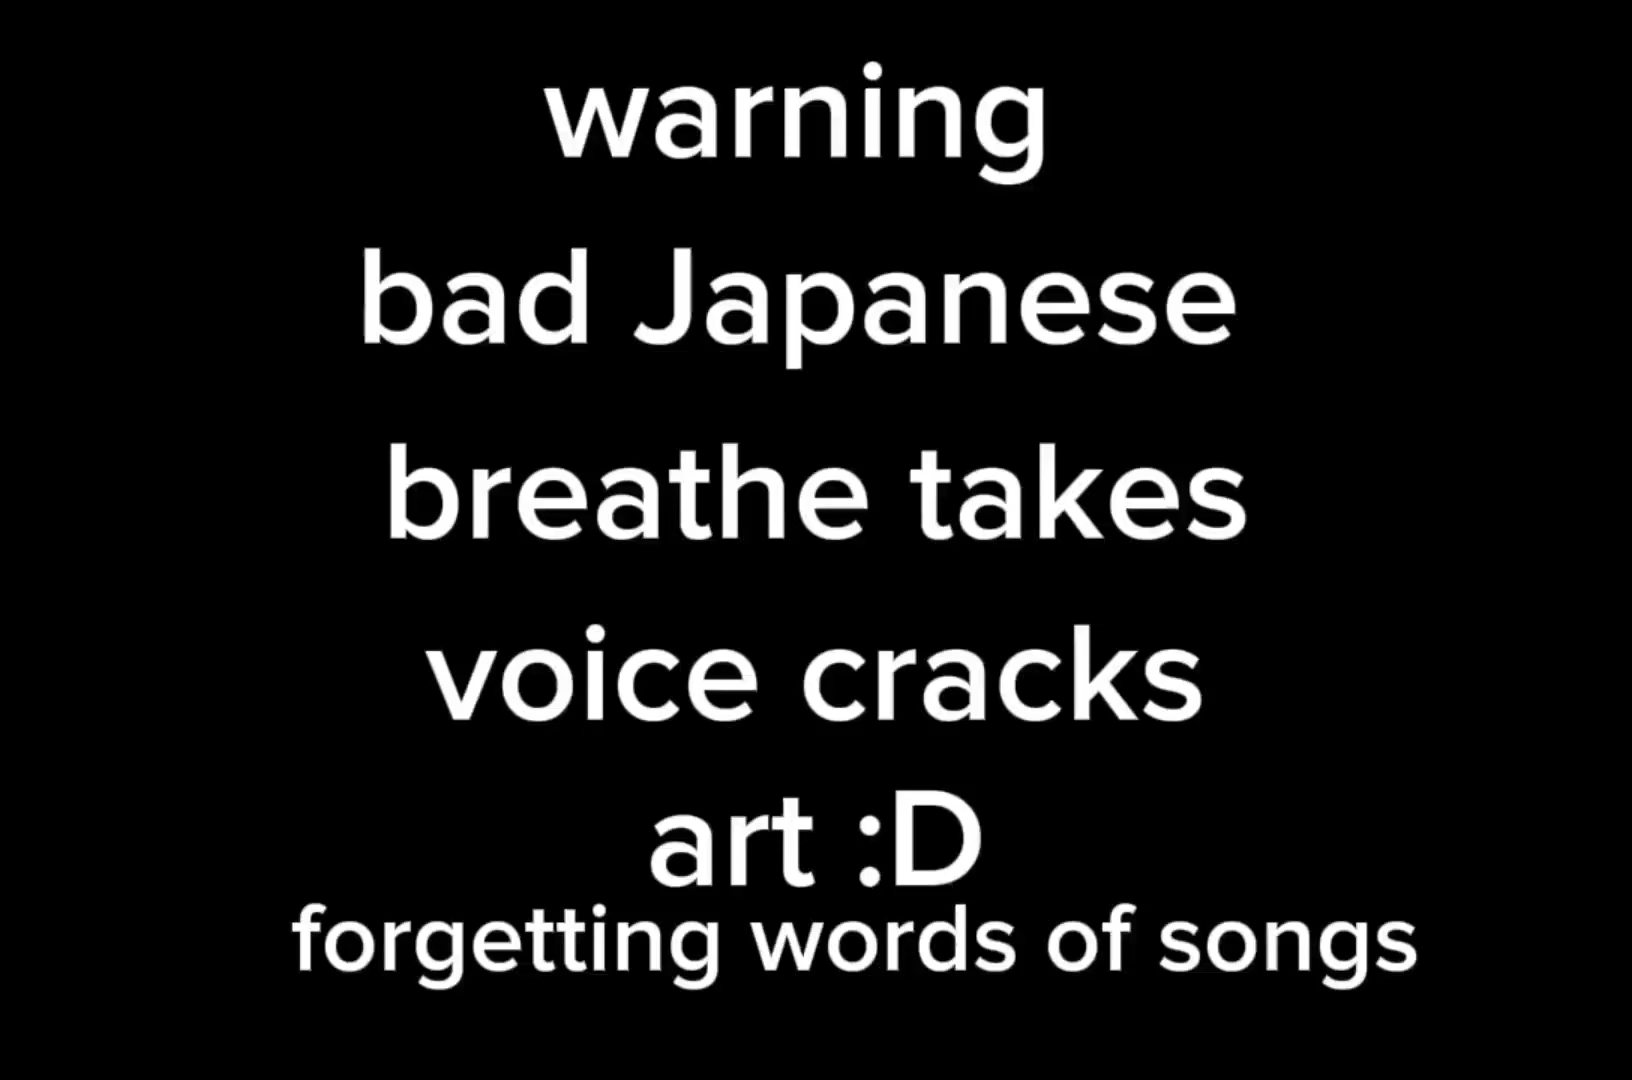 warning
bad Japanese
breathe takes
voice cracks
art :D
forgetting words of songs